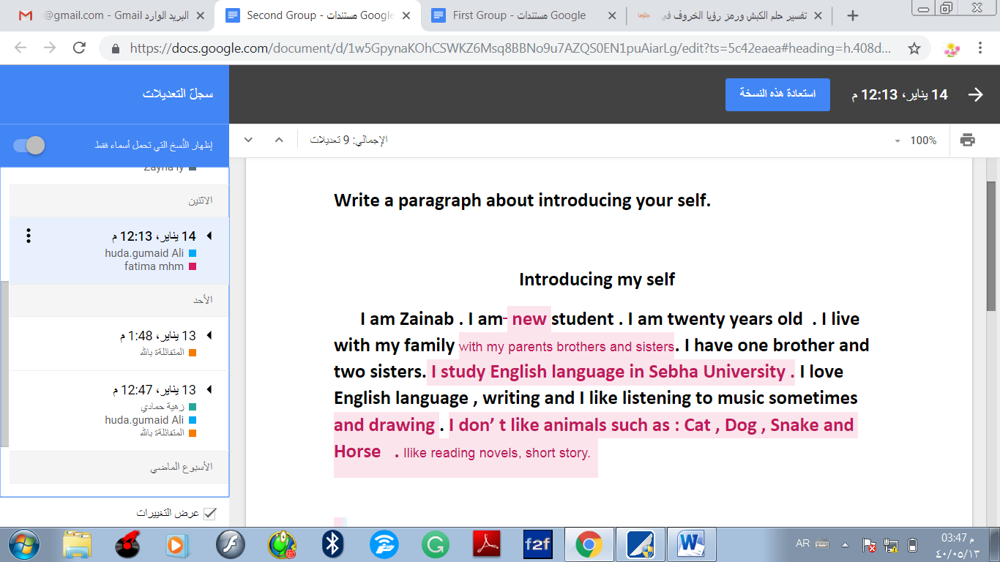 البريد الوارد - Gmail - @gmail.com
Second Group - مستندات Google
First Group - مستندات Google
تفسير حلم الكبش ورمز رؤيا الخروف في
https://docs.google.com/document/d/1w5GpynaKOhCSWKZ6Msq8BBNo9u7AZQS0EN1puAiarLg/edit?ts=5c42eaea#heading=h.408d...
سجلّ التعديلات
استعادة هذه النسخة
14 يناير، 12:13 م
إظهار النُسخ التي تحمل أسماء فقط
الإجمالي: 9 تعديلات
100%
Zayna ly
الاثنين
14 يناير، 12:13 م
huda.gumaid Ali
fatima mhm
الأحد
13 يناير، 1:48 م
المتفائلةة بالله
13 يناير، 12:47 م
زهية حمادي
huda.gumaid Ali
المتفائلةة بالله
الأسبوع الماضي
عرض التغييرات
Write a paragraph about introducing your self.
Introducing my self
I am Zainab . I am- new student . I am twenty years old . I live
with my family with my parents brothers and sisters. I have one brother and
two sisters. I study English language in Sebha University . I love
English language , writing and I like listening to music sometimes
and drawing . I don’ t like animals such as : Cat , Dog , Snake and
Horse . Ilike reading novels, short story.
f2f
AR
03:47 م
٤٠/٠٥/١٣